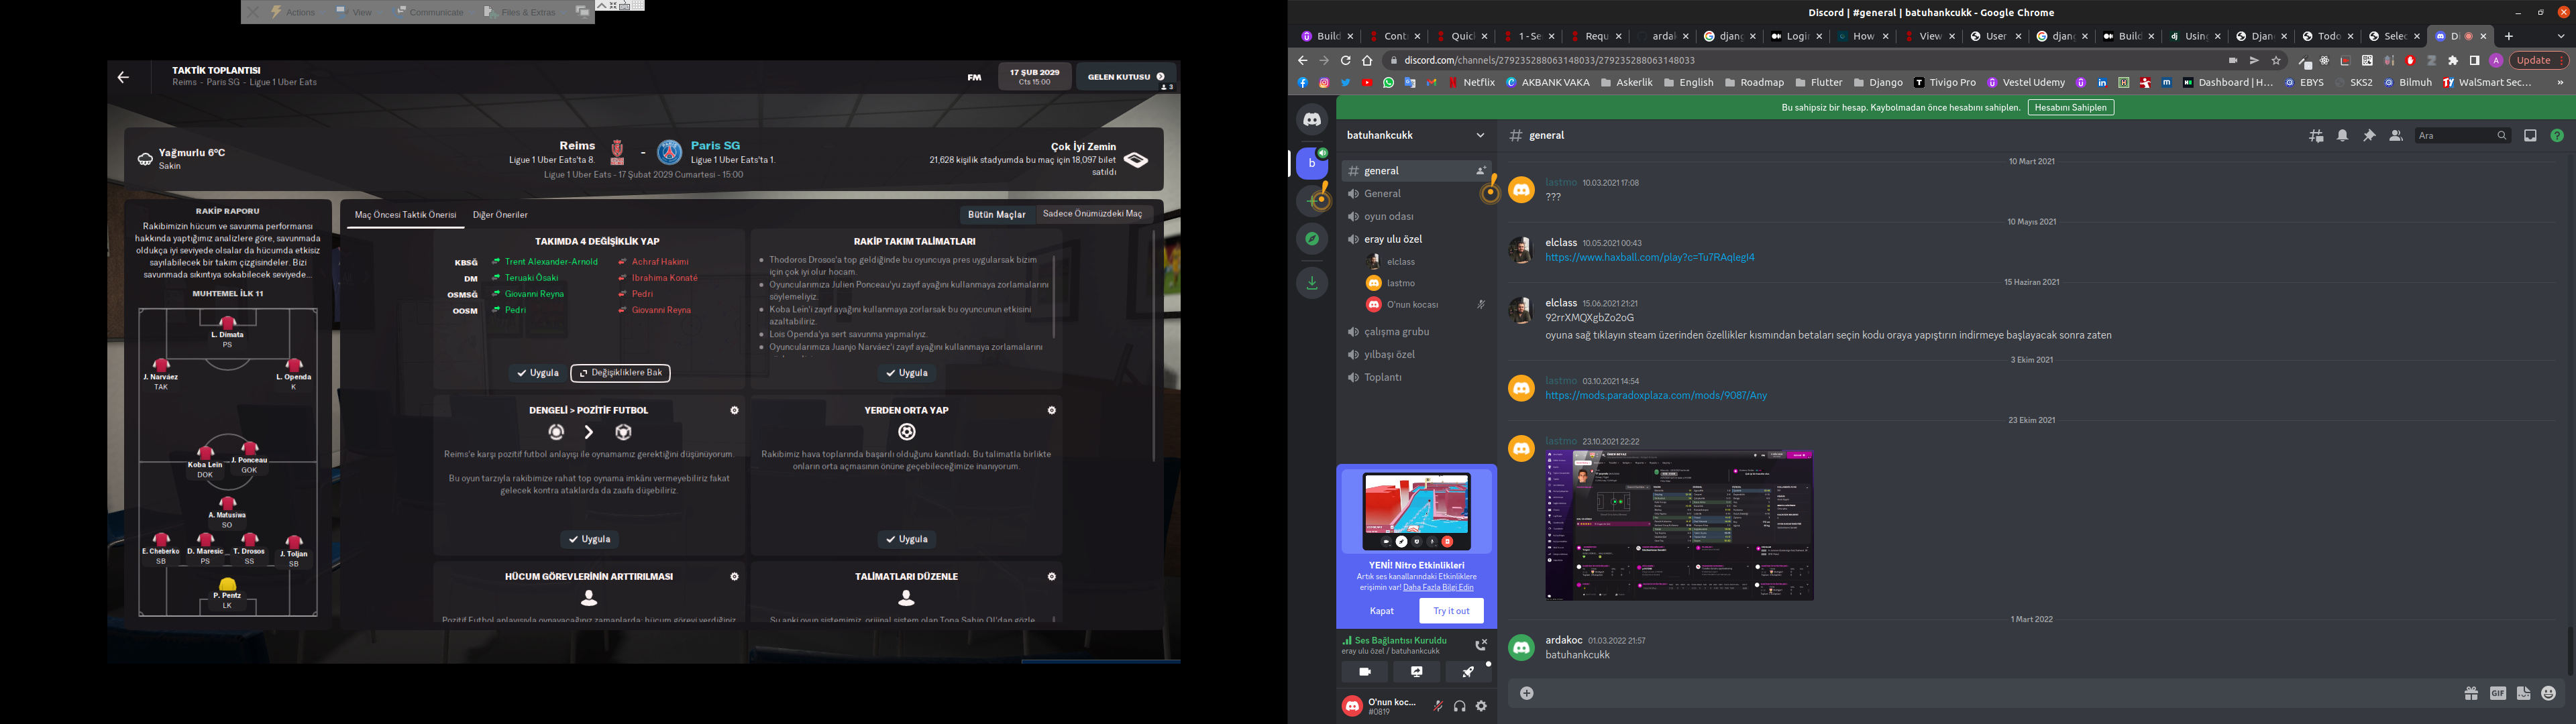 Actions
View
Communicate
Files & Extras
TAKTİK TOPLANTISI
Reims - Paris SG - Ligue 1 Uber Eats
FM
17 ŞUB 2029
Cts 15:00
GELEN KUTUSU
3
Yağmurlu 6°C
Sakin
Reims
Ligue 1 Uber Eats'ta 8.
-
Paris SG
Ligue 1 Uber Eats'ta 1.
Ligue 1 Uber Eats - 17 Şubat 2029 Cumartesi - 15:00
Çok İyi Zemin
21,628 kişilik stadyumda bu maç için 18,097 bilet
satıldı
RAKİP RAPORU
Rakibimizin hücum ve savunma performansı
hakkında yaptığımız analizlere göre, savunmada
oldukça iyi seviyede olsalar da hücumda etkisiz
sayılabilecek bir takım çizgisindeler. Bizi
savunmada sıkıntıya sokabilecek seviyede...
MUHTEMEL İLK 11
L. Dimata
PS
J. Narváez
TAK
L. Openda
K
Koba Leïn
DOK
J. Ponceau
GOK
A. Matusiwa
SO
E. Cheberko
SB
D. Maresic
PS
T. Drosos
SS
J. Toljan
SB
P. Pentz
LK
Maç Öncesi Taktik Önerisi
Diğer Öneriler
Bütün Maçlar
Sadece Önümüzdeki Maç
TAKIMDA 4 DEĞİŞİKLİK YAP
KBSĞ Trent Alexander-Arnold Achraf Hakimi
DM Teruaki Ōsaki Ibrahima Konaté
OSMSĞ Giovanni Reyna Pedri
OOSM Pedri Giovanni Reyna
Uygula
Değişikliklere Bak
RAKİP TAKIM TALİMATLARI
Thodoros Drosos'a top geldiğinde bu oyuncuya pres uygularsak bizim
için çok iyi olur hocam.
Oyuncularımıza Julien Ponceau'yu zayıf ayağını kullanmaya zorlamalarını
söylemeliyiz.
Koba Leïn'i zayıf ayağını kullanmaya zorlarsak bu oyuncunun etkisini
azaltabiliriz.
Lois Openda'ya sert savunma yapmalıyız.
Oyuncularımıza Juanjo Narváez'i zayıf ayağını kullanmaya zorlamalarını
Uygula
DENGELİ > POZİTİF FUTBOL
Reims'e karşı pozitif futbol anlayışı ile oynamamız gerektiğini düşünüyorum.
Bu oyun tarzıyla rakibimize rahat top oynama imkânı vermeyebiliriz fakat
gelecek kontra ataklarda da zaafa düşebiliriz.
Uygula
YERDEN ORTA YAP
Rakibimiz hava toplarında başarılı olduğunu kanıtladı. Bu talimatla birlikte
onların orta açmasının önüne geçebileceğimize inanıyorum.
Uygula
HÜCUM GÖREVLERİNİN ARTTIRILMASI
Pozitif Futbol anlayışıyla oynayacağınız zamanlarda; hücum görevi verdiğiniz
TALİMATLARI DÜZENLE
Şu anki oyun sistemimiz, orijinal sistem olan Topa Sahip Ol'dan gözle
Discord | #general | batuhankcukk - Google Chrome
Build
Cont
Quick
1 - Se
Requ
ardak
djang
Login
How
View
User
djang
Build
Using
Djan
Todo
Selec
D
discord.com/channels/279235288063148033/279235288063148033
A
Update
Netflix
AKBANK VAKA
Askerlik
English
Roadmap
Flutter
Django
Tivigo Pro
Vestel Udemy
Dashboard | H...
EBYS
SKS2
Bilmuh
WalSmart Sec...
»
Bu sahipsiz bir hesap. Kaybolmadan önce hesabını sahiplen.
Hesabını Sahiplen
batuhankcukk
general
Ara
b
general
General
oyun odası
eray ulu özel
elclass
lastmo
O'nun kocası
çalışma grubu
yılbaşı özel
Toplantı
YENİ! Nitro Etkinlikleri
Artık ses kanallarındaki Etkinliklere
erişimin var! Daha Fazla Bilgi Edin
Kapat
Try it out
Ses Bağlantısı Kuruldu
eray ulu özel / batuhankcukk
O'nun koc...
#0819
10 Mart 2021
lastmo 10.03.2021 17:08
???
10 Mayıs 2021
elclass 10.05.2021 00:43
https://www.haxball.com/play?c=Tu7RAqlegI4
15 Haziran 2021
elclass 15.06.2021 21:21
92rrXMQXgbZo2oG
oyuna sağ tıklayın steam üzerinden özellikler kısmından betaları seçin kodu oraya yapıştırın indirmeye başlayacak sonra zaten
3 Ekim 2021
lastmo 03.10.2021 14:54
https://mods.paradoxplaza.com/mods/9087/Any
23 Ekim 2021
lastmo 23.10.2021 22:22
1 Mart 2022
ardakoc 01.03.2022 21:57
batuhankcukk
GIF